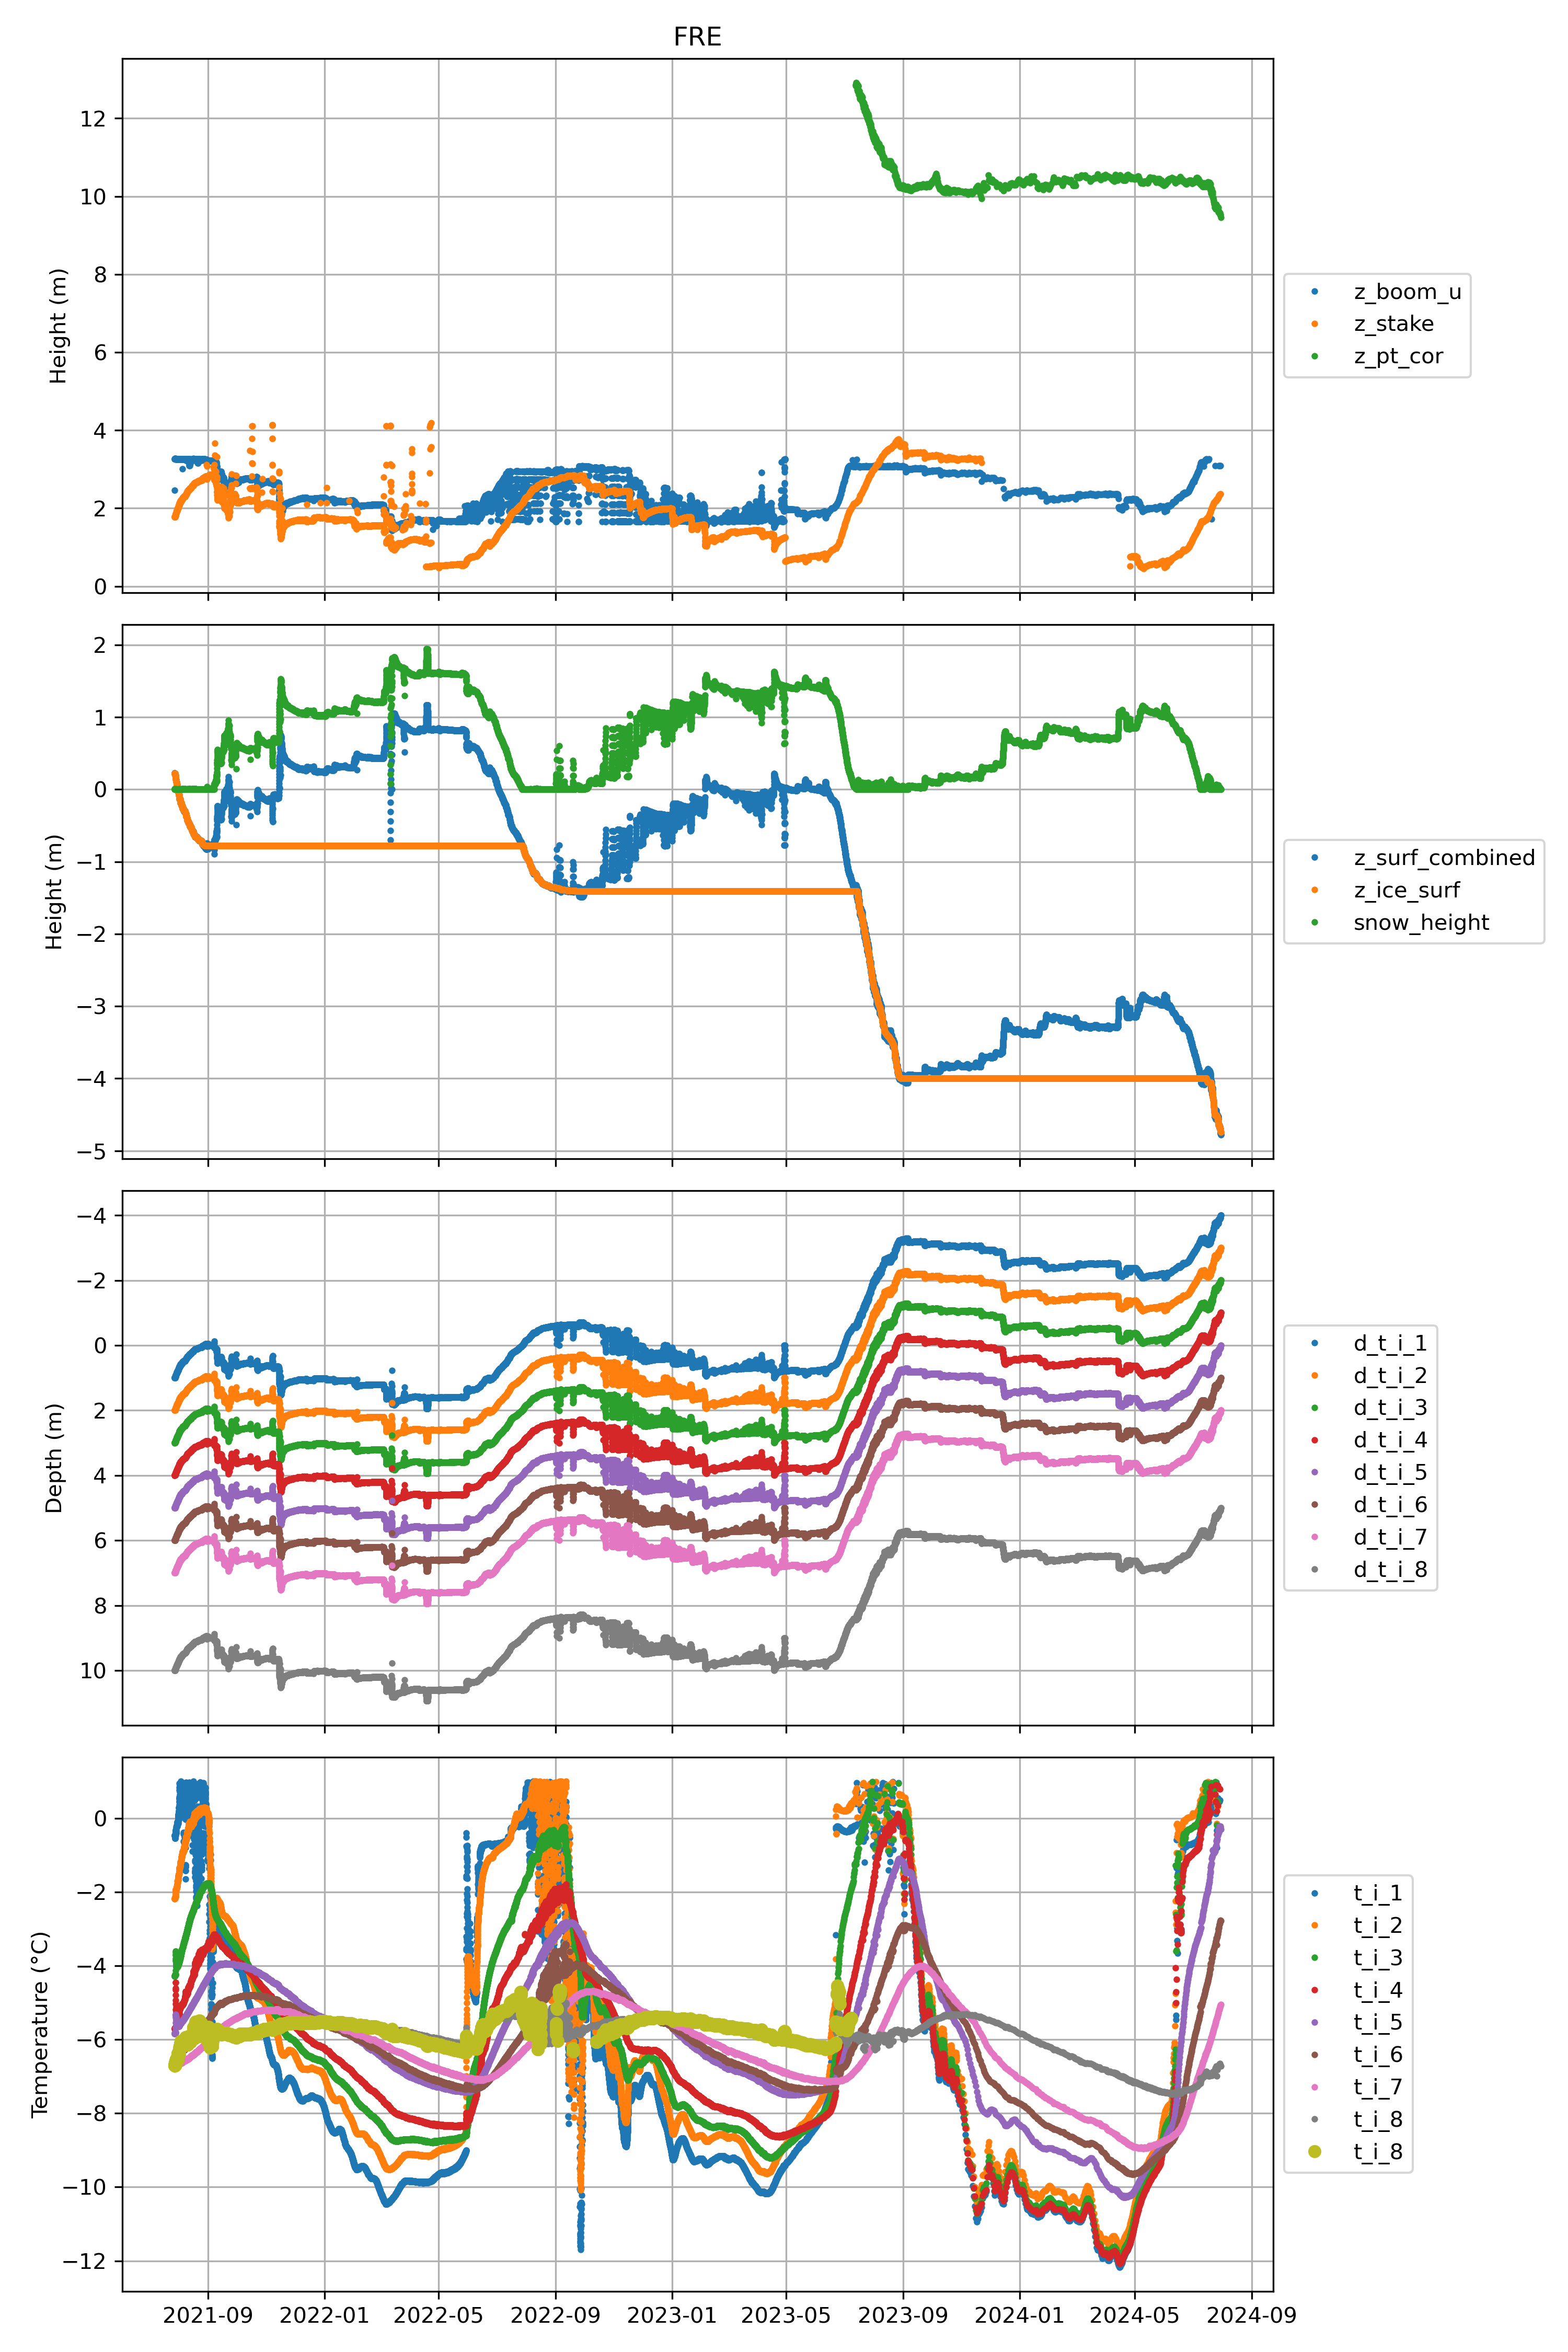 FRE
Height (m)
12
10
8
6
4
2
0
z_boom_u
z_stake
z_pt_cor
Height (m)
2
1
0
−1
−2
−3
−4
−5
z_surf_combined
z_ice_surf
snow_height
Depth (m)
−4
−2
0
2
4
6
8
10
d_t_i_1
d_t_i_2
d_t_i_3
d_t_i_4
d_t_i_5
d_t_i_6
d_t_i_7
d_t_i_8
Temperature (°C)
0
−2
−4
−6
−8
−10
−12
t_i_1
t_i_2
t_i_3
t_i_4
t_i_5
t_i_6
t_i_7
t_i_8
t_i_8
2021-09 2022-01 2022-05 2022-09 2023-01 2023-05 2023-09 2024-01 2024-05 2024-09